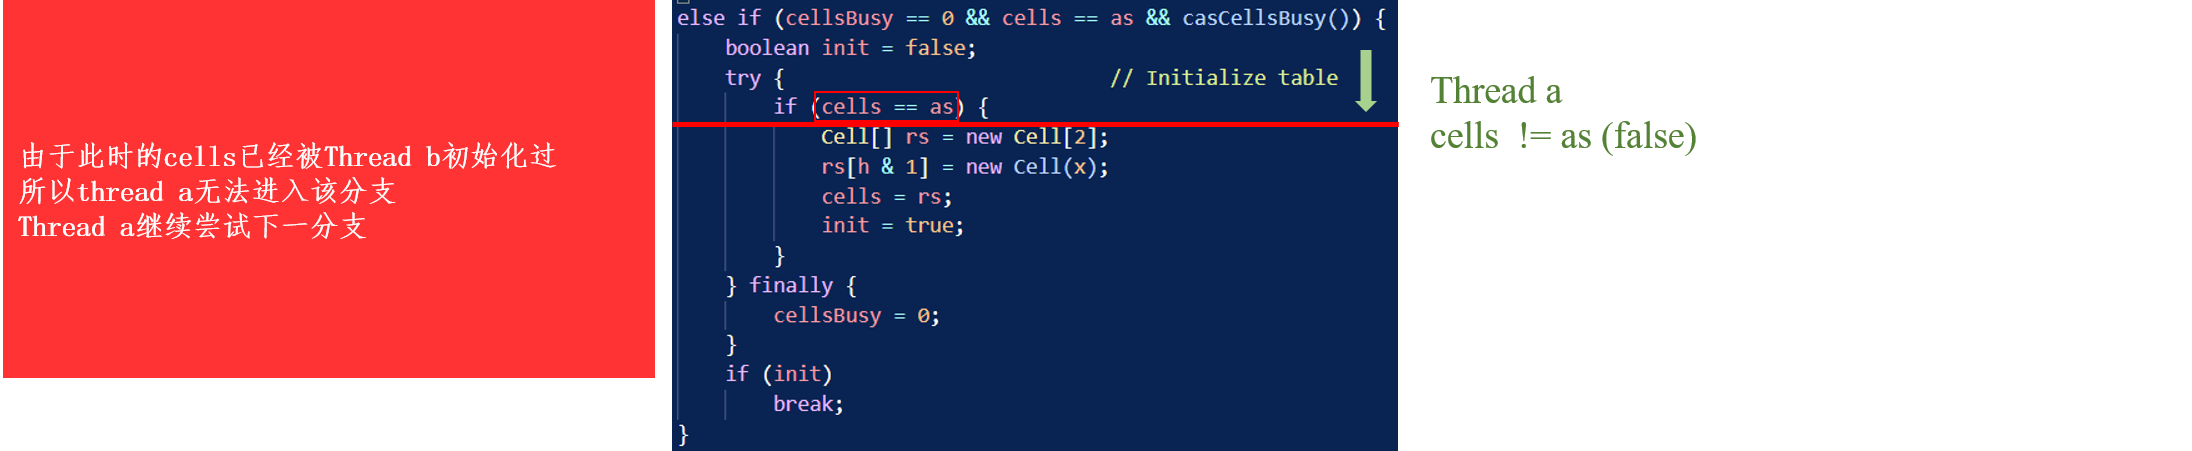 由于此时的cells已经被Thread b初始化过
所以thread a无法进入该分支
Thread a继续尝试下一分支
else if (cellsBusy == 0 && cells == as && casCellsBusy()) {
boolean init = false;
try { // Initialize table
if (cells == as) {
Cell[] rs = new Cell[2];
rs[h & 1] = new Cell(x);
cells = rs;
init = true;
}
} finally {
cellsBusy = 0;
}
if (init)
break;
}
Thread a
cells != as (false)